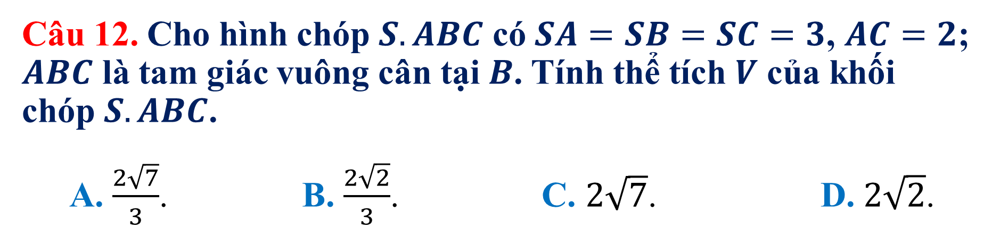 Câu 12. Cho hình chóp S. ABC có SA = SB = SC = 3, AC = 2;
ABC là tam giác vuông cân tại B. Tính thể tích V của khối
chóp S. ABC.
A. \frac{2\sqrt{7}}{3}. B. \frac{2\sqrt{2}}{3}. C. 2\sqrt{7}. D. 2\sqrt{2}.